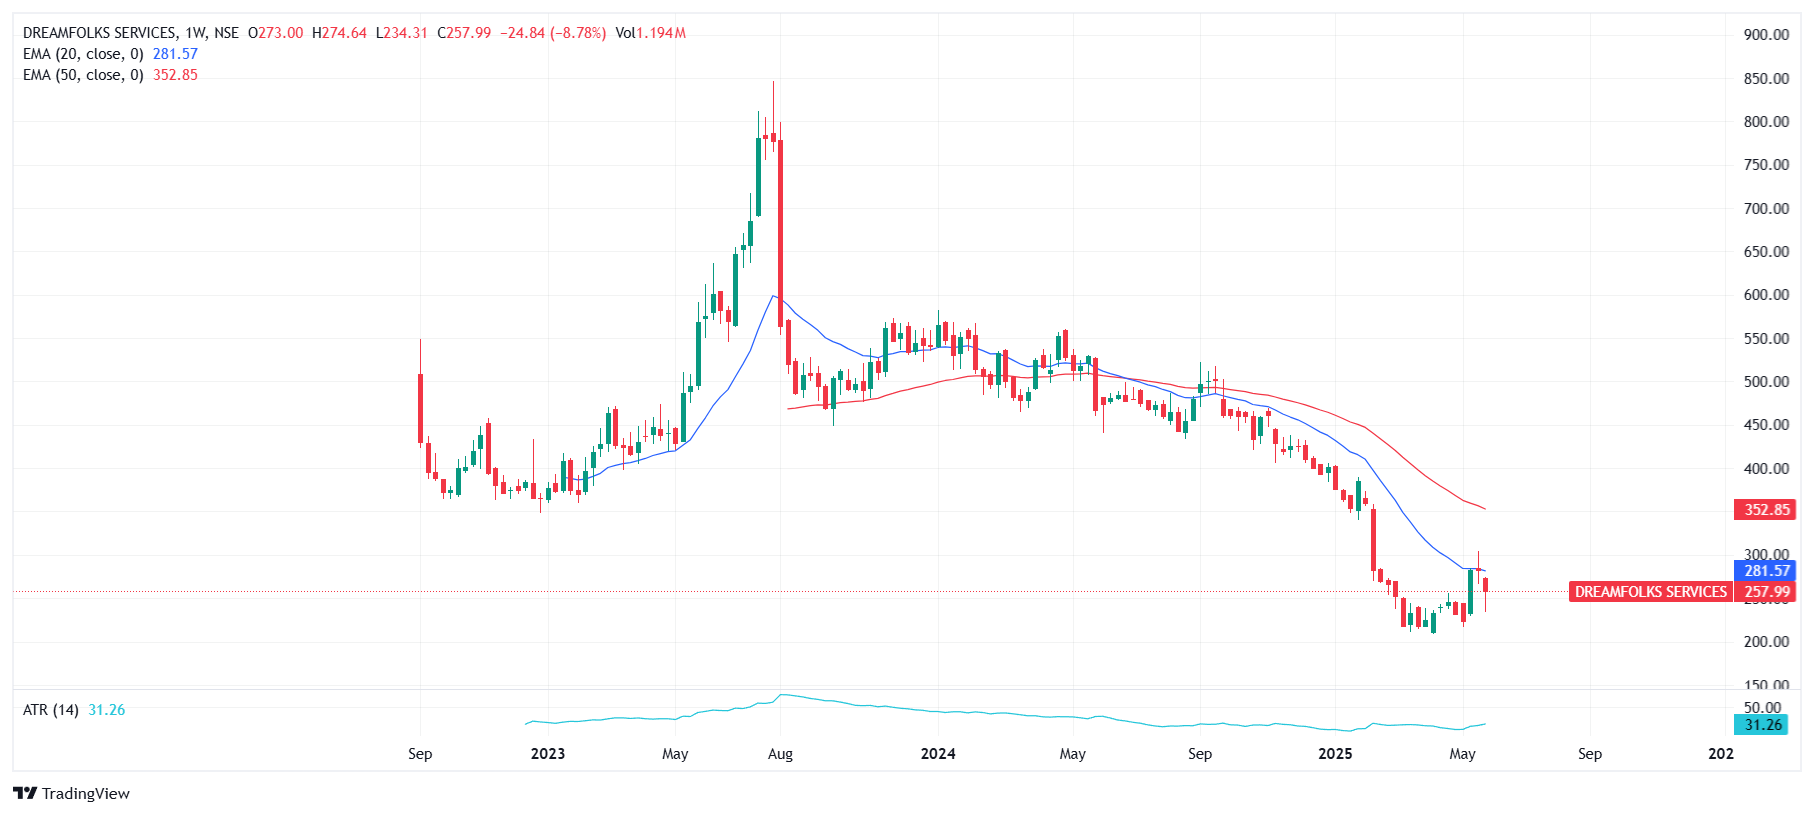 DREAMFOLKS SERVICES, 1W, NSE O273.00 H274.64 L234.31 C257.99 −24.84 (−8.78%) Vol1.194M
EMA (20, close, 0) 281.57
EMA (50, close, 0) 352.85
900.00
850.00
800.00
750.00
700.00
650.00
600.00
550.00
500.00
450.00
400.00
352.85
300.00
281.57
DREAMFOLKS SERVICES 257.99
200.00
150.00
ATR (14) 31.26
50.00
31.26
Sep 2023 May Aug 2024 May Sep 2025 May Sep 202
TradingView